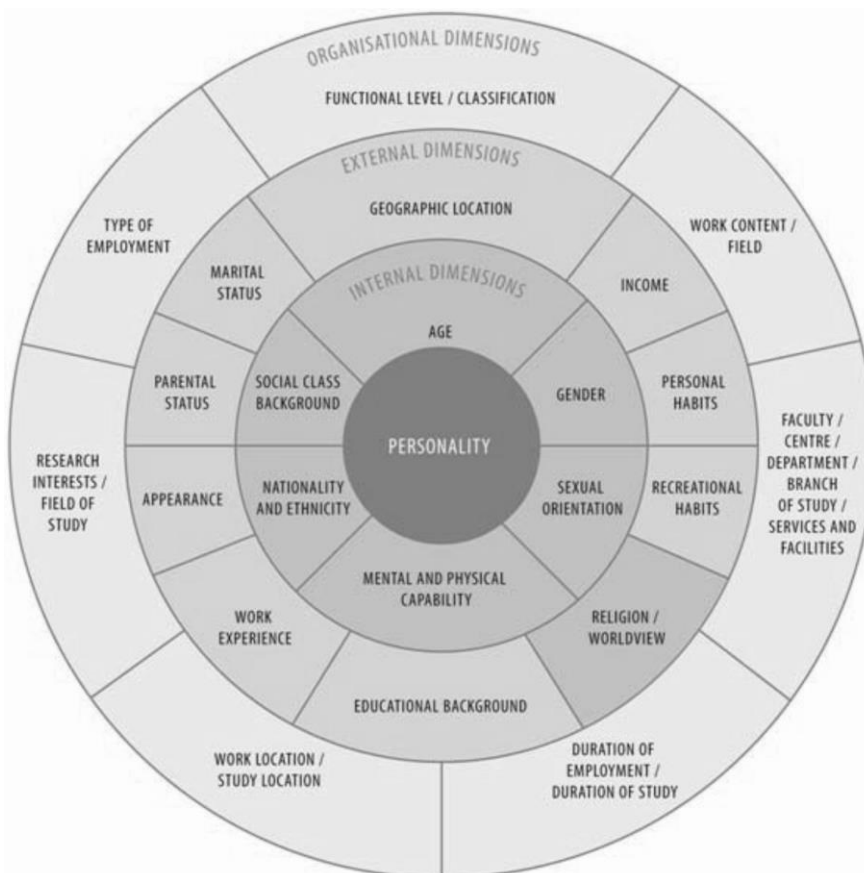 ORGANISATIONAL DIMENSIONS
FUNCTIONAL LEVEL / CLASSIFICATION
EXTERNAL DIMENSIONS
GEOGRAPHIC LOCATION
TYPE OF
EMPLOYMENT
WORK CONTENT /
FIELD
MARITAL
STATUS
INCOME
INTERNAL DIMENSIONS
AGE
PARENTAL
STATUS
SOCIAL CLASS
BACKGROUND
GENDER
PERSONAL
HABITS
PERSONALITY
FACULTY /
CENTRE /
DEPARTMENT /
BRANCH
OF STUDY /
SERVICES AND
FACILITIES
RESEARCH
INTERESTS /
FIELD OF
STUDY
APPEARANCE
NATIONALITY
AND ETHNICITY
SEXUAL
ORIENTATION
RECREATIONAL
HABITS
MENTAL AND PHYSICAL
CAPABILITY
WORK
EXPERIENCE
RELIGION /
WORLDVIEW
EDUCATIONAL BACKGROUND
WORK LOCATION /
STUDY LOCATION
DURATION OF
EMPLOYMENT /
DURATION OF STUDY